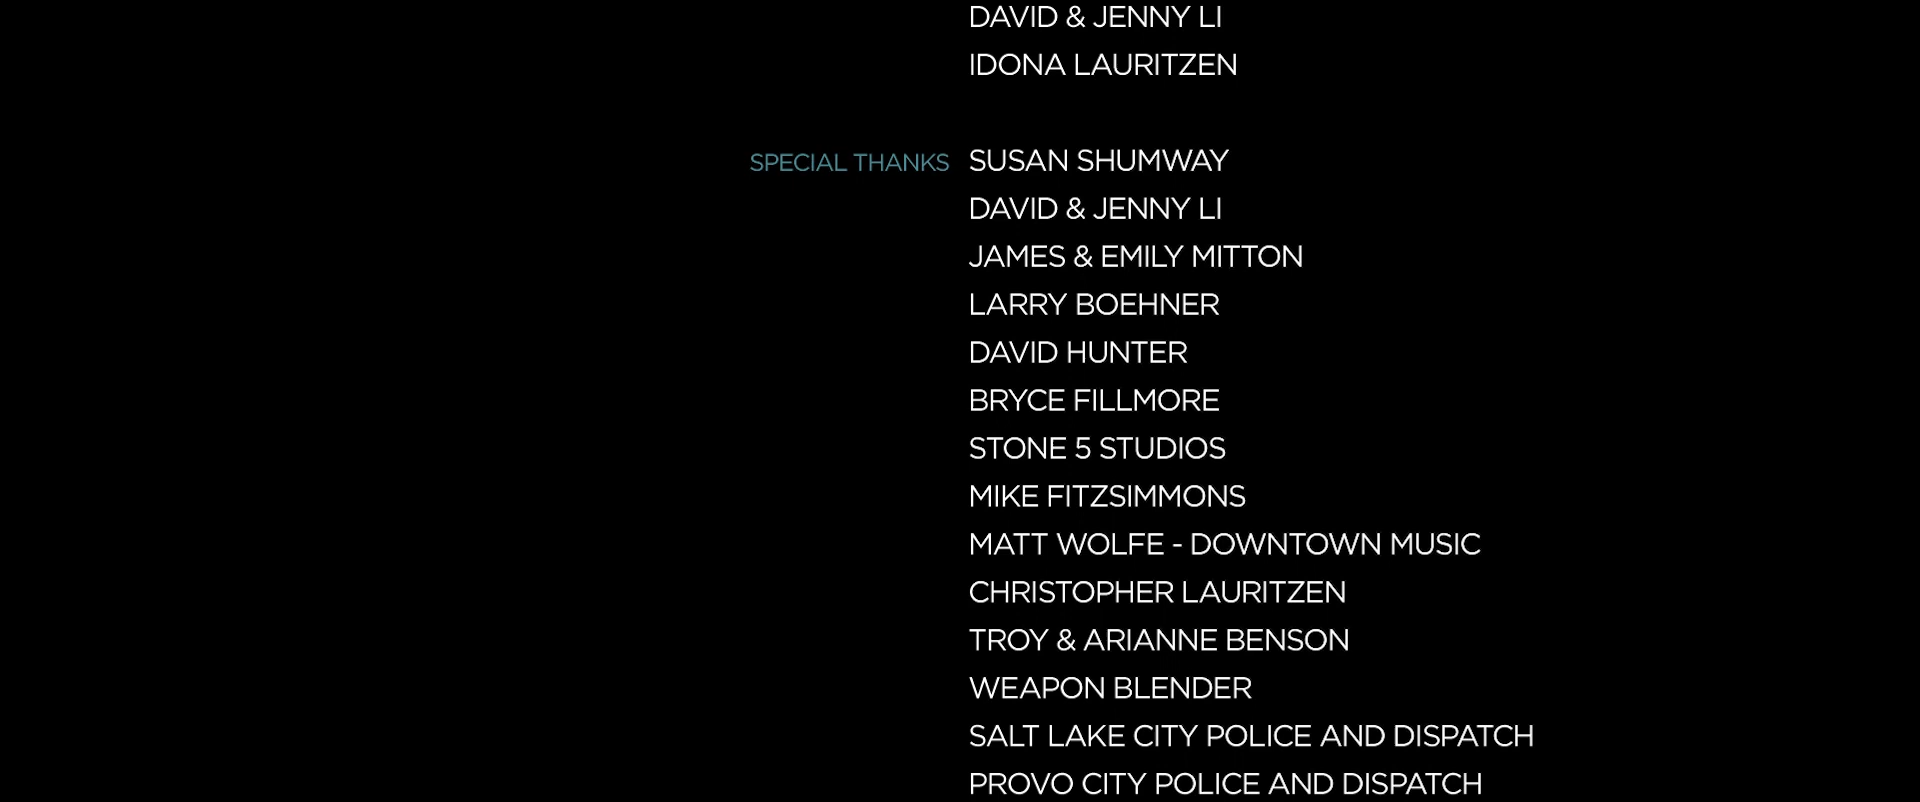 DAVID & JENNY LI
IDONA LAURITZEN
SPECIAL THANKS SUSAN SHUMWAY
DAVID & JENNY LI
JAMES & EMILY MITTON
LARRY BOEHNER
DAVID HUNTER
BRYCE FILLMORE
STONE 5 STUDIOS
MIKE FITZSIMMONS
MATT WOLFE - DOWNTOWN MUSIC
CHRISTOPHER LAURITZEN
TROY & ARIANNE BENSON
WEAPON BLENDER
SALT LAKE CITY POLICE AND DISPATCH
PROVO CITY POLICE AND DISPATCH